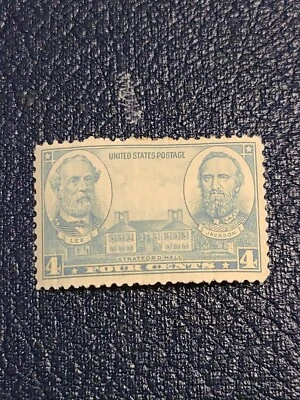 UNITED STATES POSTAGE
LEE
JACKSON
STRATFORD HALL
4 FOUR CENTS 4